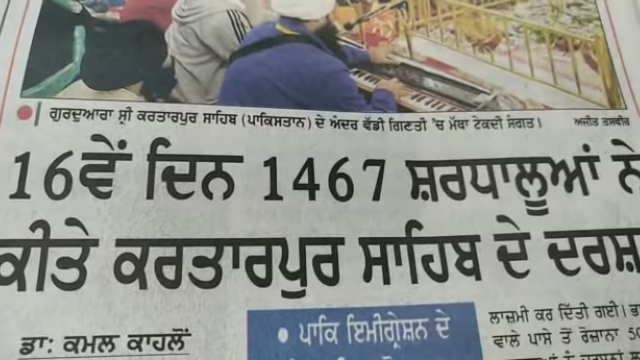 ਗੁਰਦੁਆਰਾ ਸ੍ਰੀ ਕਰਤਾਰਪੁਰ ਸਾਹਿਬ (ਪਾਕਿਸਤਾਨ) ਦੇ ਅੰਦਰ ਵੱਡੀ ਗਿਣਤੀ 'ਚ ਮੱਥਾ ਟੇਕਦੀ ਸੰਗਤ। ਅਜੀਤ ਤਸਵੀਰ
16ਵੇਂ ਦਿਨ 1467 ਸ਼ਰਧਾਲੂਆਂ ਨੇ
ਕੀਤੇ ਕਰਤਾਰਪੁਰ ਸਾਹਿਬ ਦੇ ਦਰਸ਼
ਡਾ: ਕਮਲ ਕਾਹਲੋਂ
• ਪਾਕਿ ਇਮੀਗ੍ਰੇਸ਼ਨ ਦੇ
ਲਾਜ਼ਮੀ ਕਰ ਦਿੱਤੀ ਗਈ।
ਵਾਲੇ ਪਾਸੇ ਤੋਂ ਰੋਜ਼ਾਨਾ